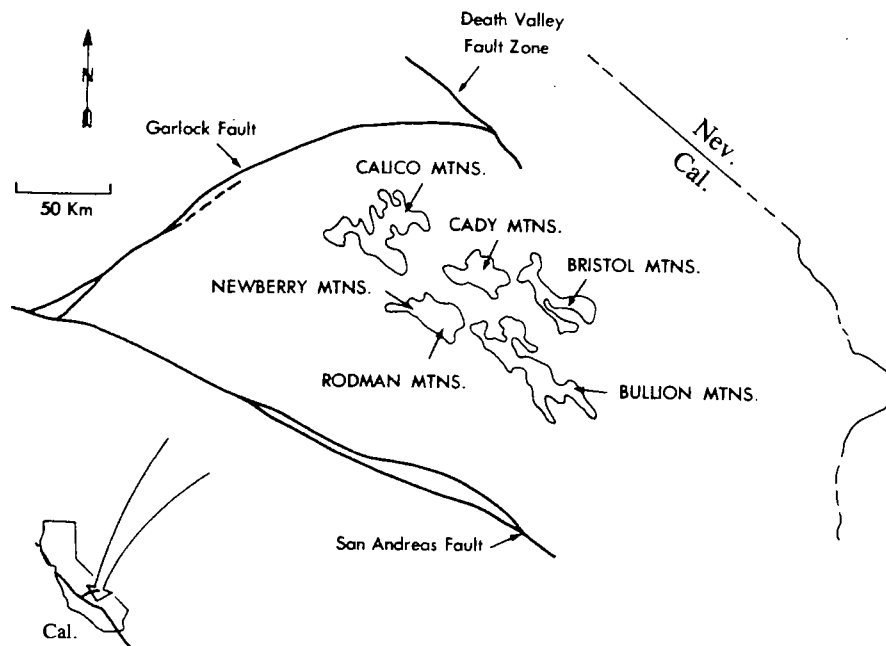 Death Valley
Fault Zone
N
Garlock Fault
Nev.
Cal.
50 Km
CALICO MTNS.
CADY MTNS.
BRISTOL MTNS.
NEWBERRY MTNS.
RODMAN MTNS.
BULLION MTNS.
San Andreas Fault
Cal.